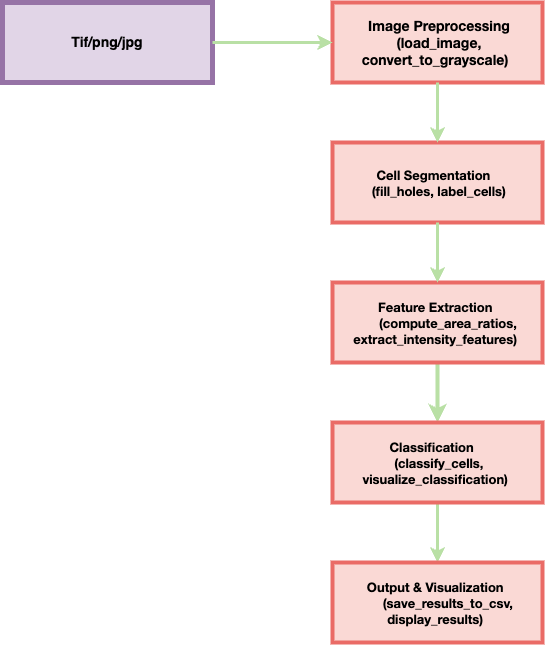 Tif/png/jpg
Image Preprocessing
(load_image,
convert_to_grayscale)
Cell Segmentation
(fill_holes, label_cells)
Feature Extraction
(compute_area_ratios,
extract_intensity_features)
Classification
(classify_cells,
visualize_classification)
Output & Visualization
(save_results_to_csv,
display_results)